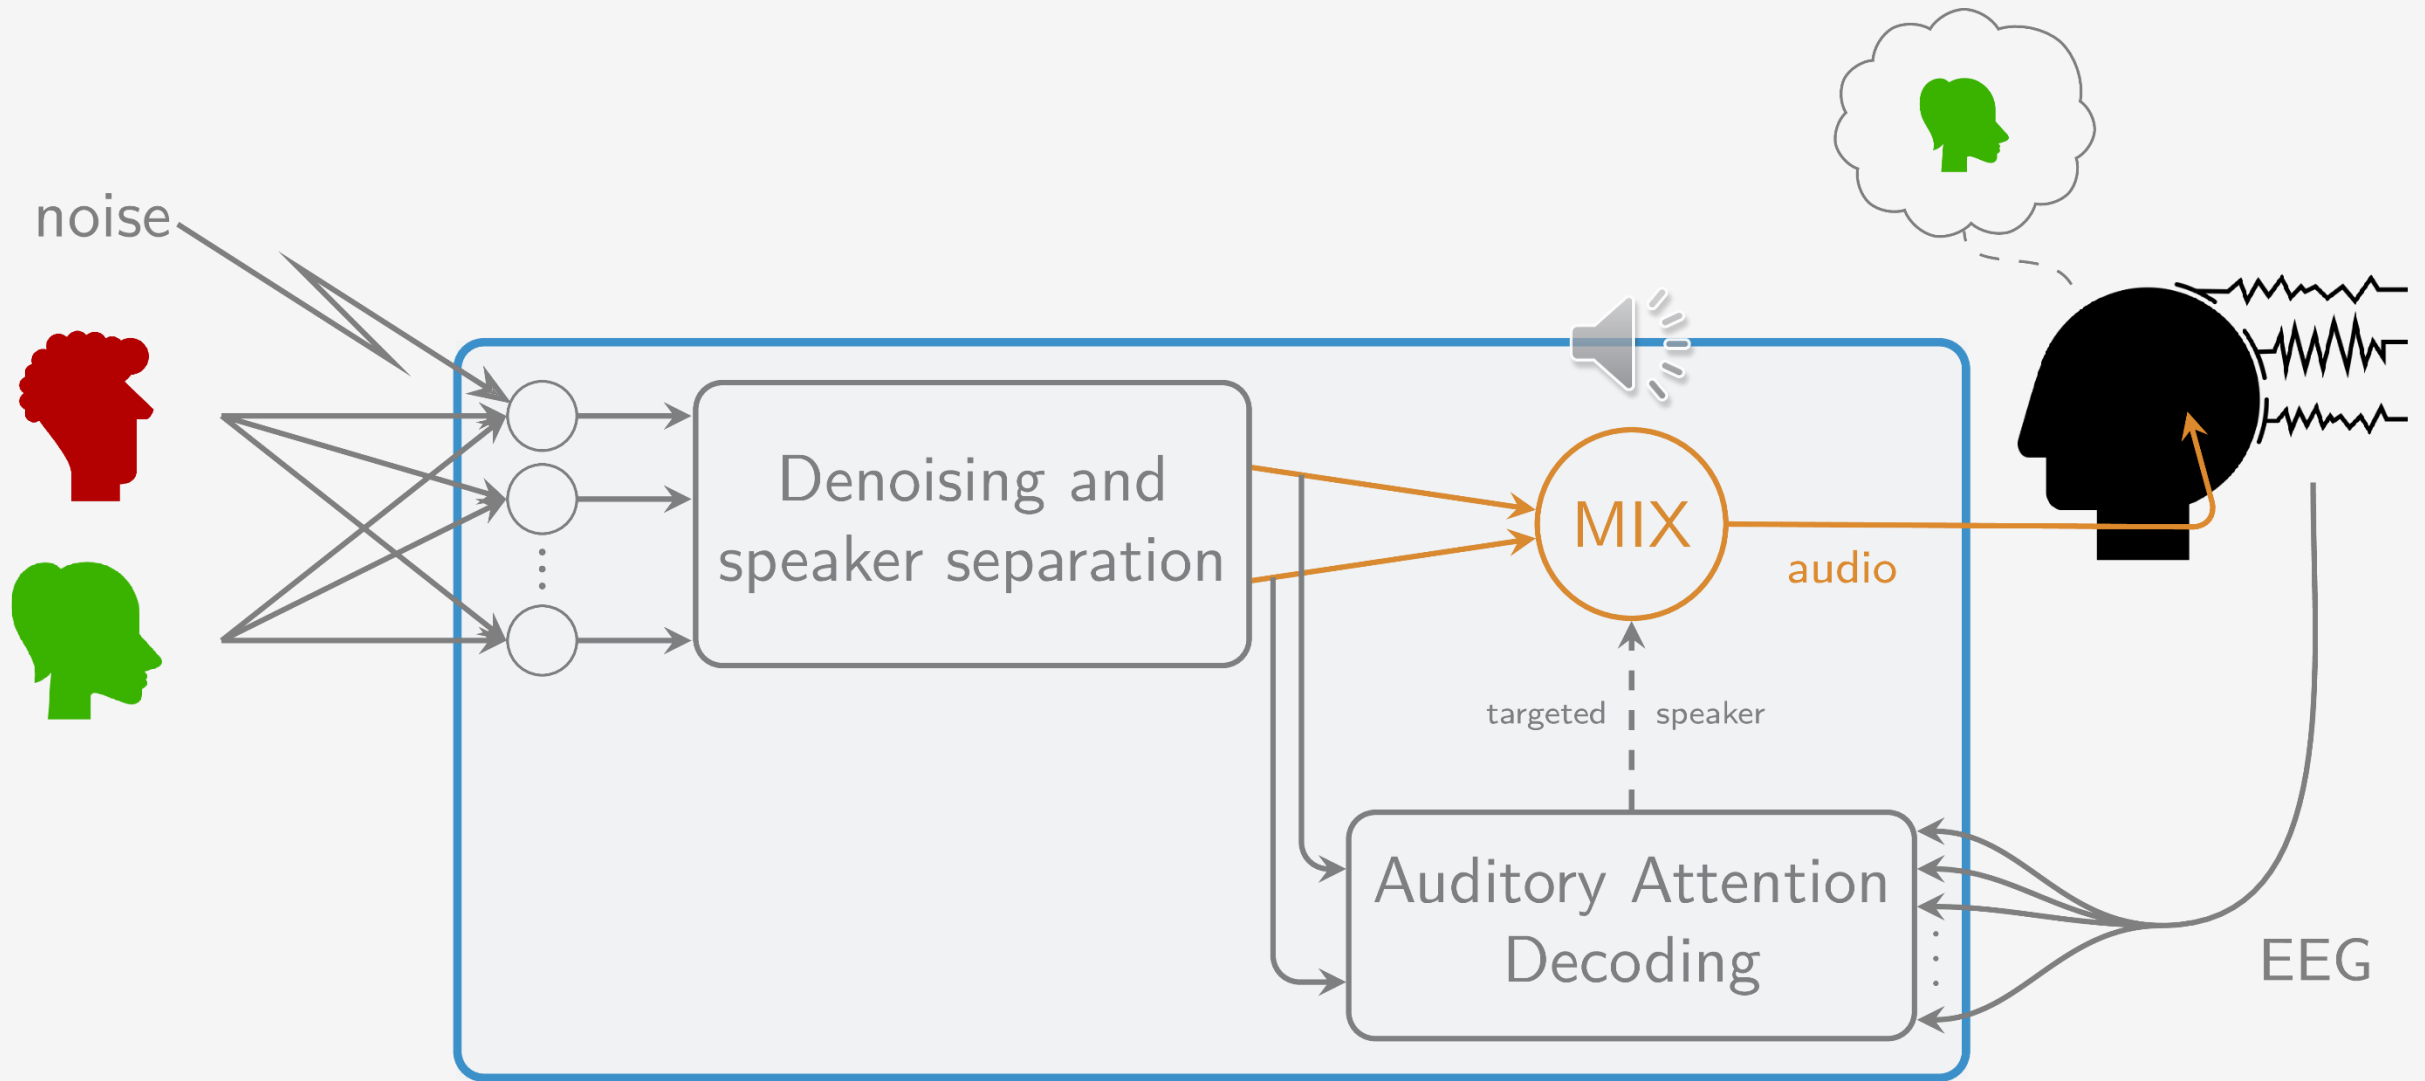 noise
Denoising and
speaker separation
MIX
audio
targeted speaker
Auditory Attention
Decoding
EEG